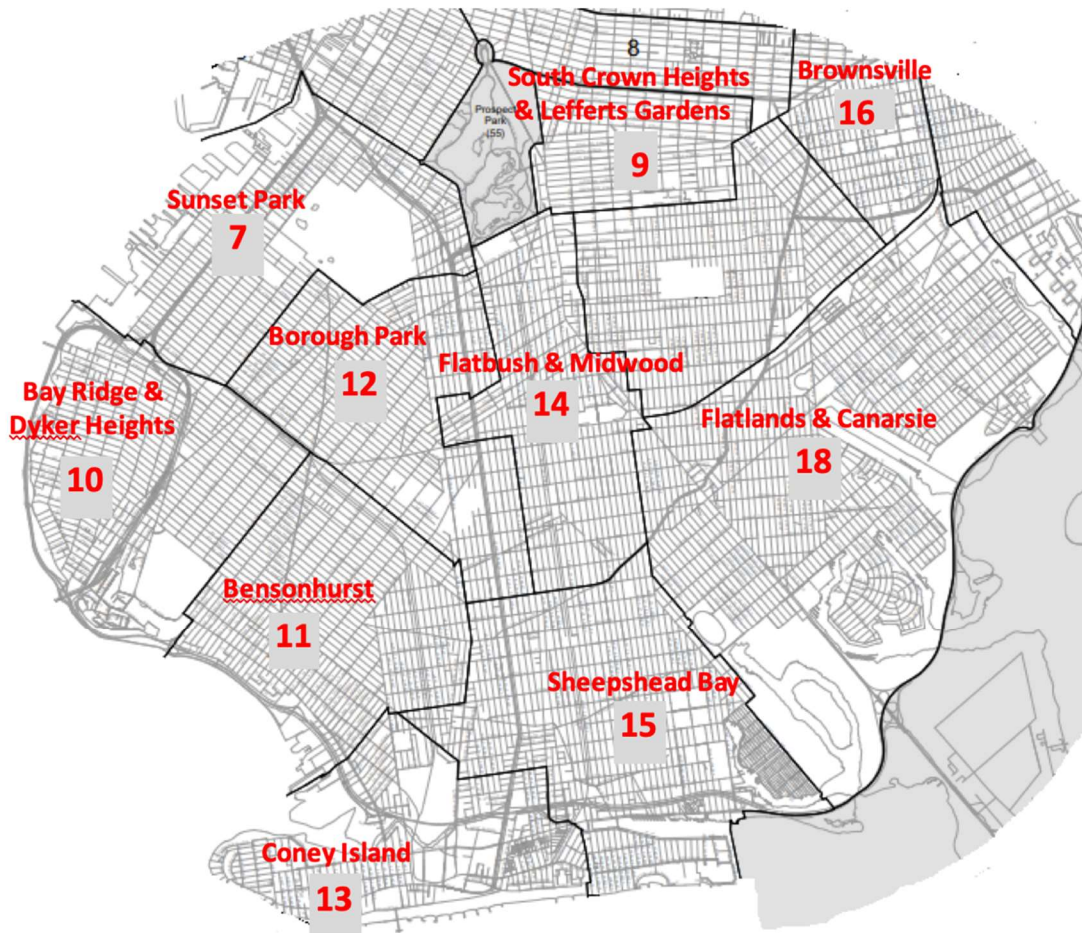 8
South Crown Heights
& Lefferts Gardens
9
Brownsville
16
Prospect
Park
(55)
Sunset Park
7
Borough Park
12
Flatbush & Midwood
14
Bay Ridge &
Dyker Heights
10
Flatlands & Canarsie
18
Bensonhurst
11
Sheepshead Bay
15
Coney Island
13